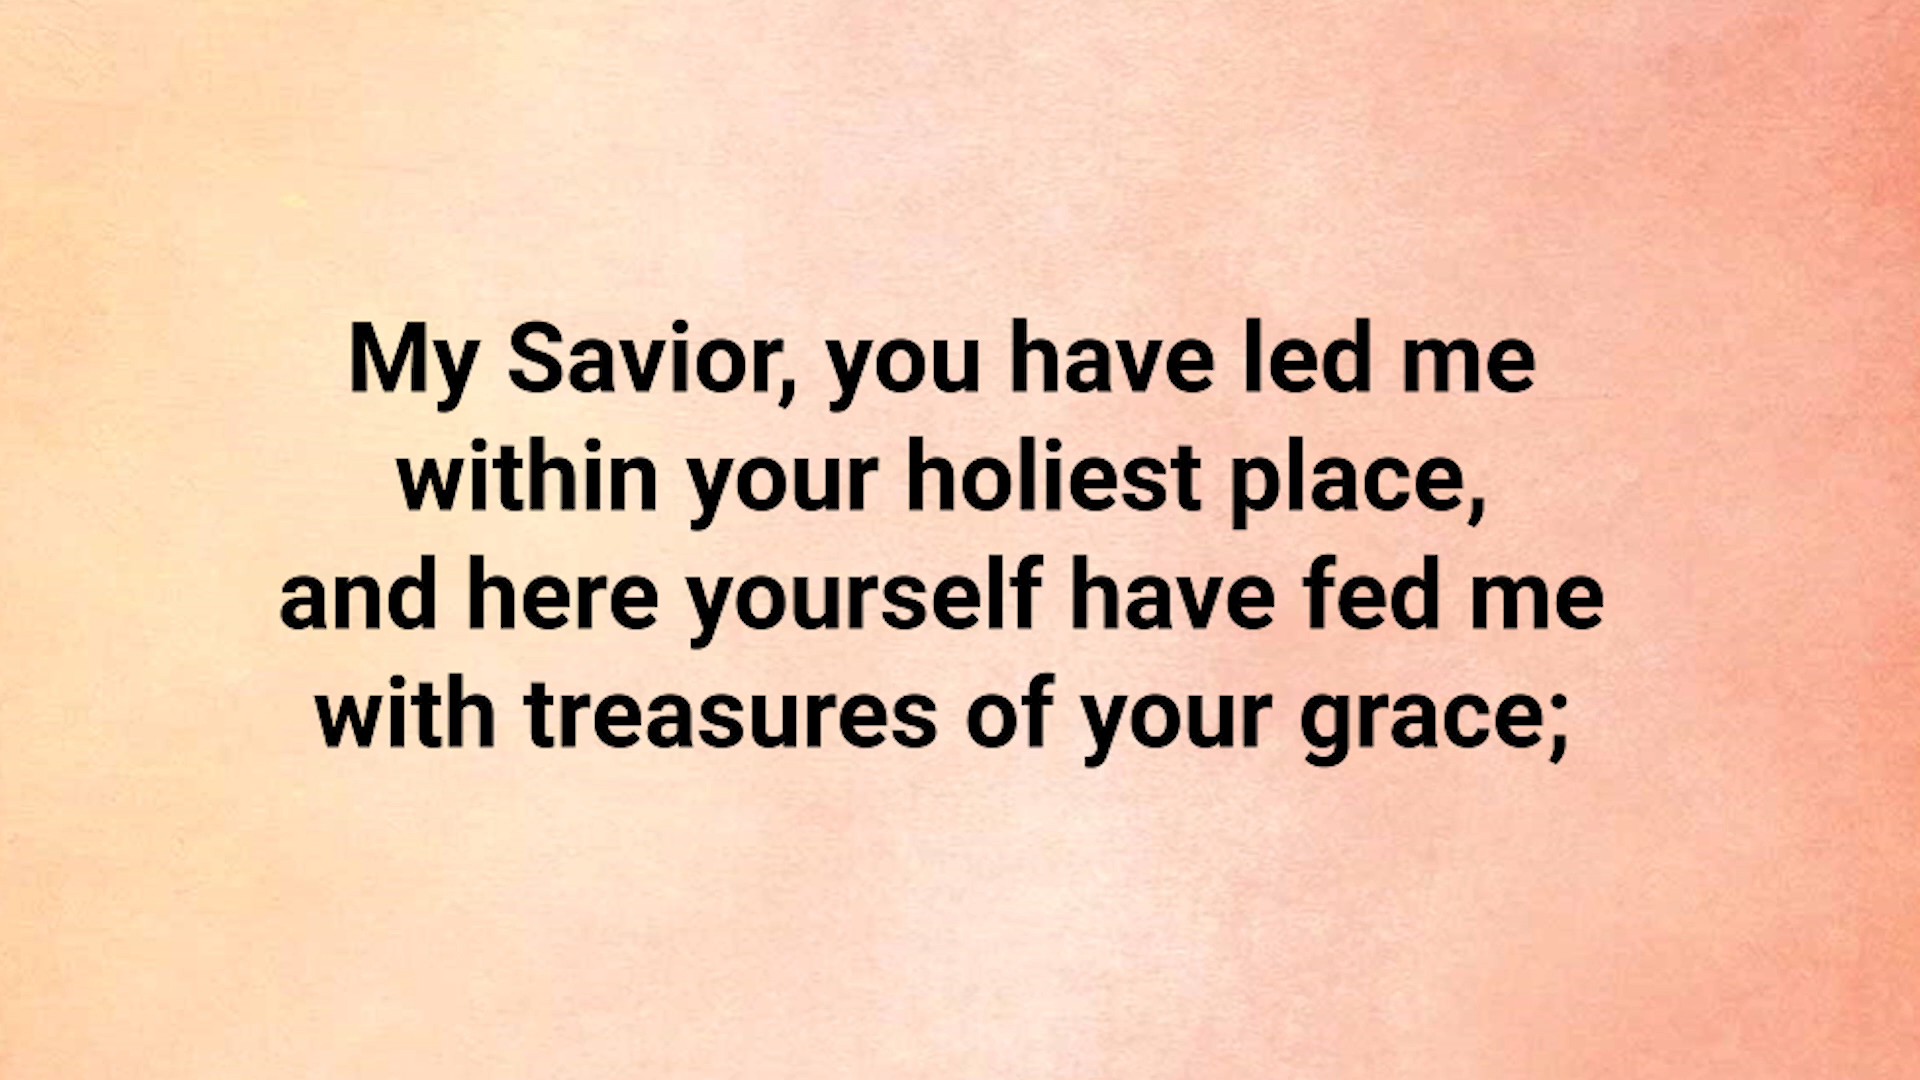 My Savior, you have led me
within your holiest place,
and here yourself have fed me
with treasures of your grace;